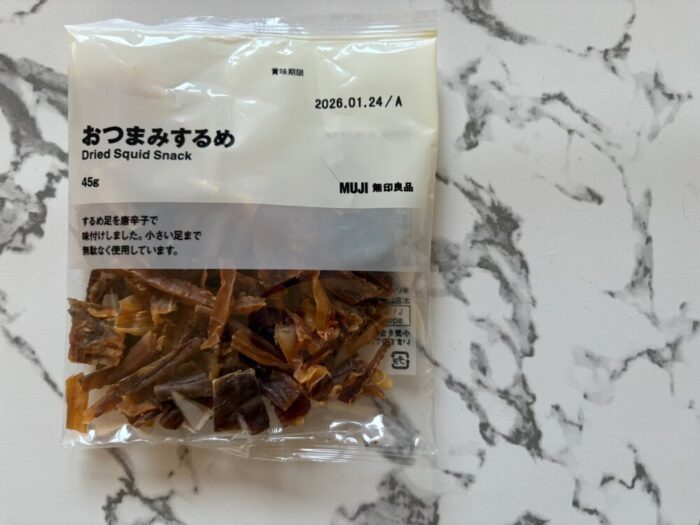 賞味期限
2026.01.24/A
おつまみするめ
Dried Squid Snack
45g
MUJI 無印良品
するめ足を唐辛子で
味付けしました。小さい足まで
無駄なく使用しています。